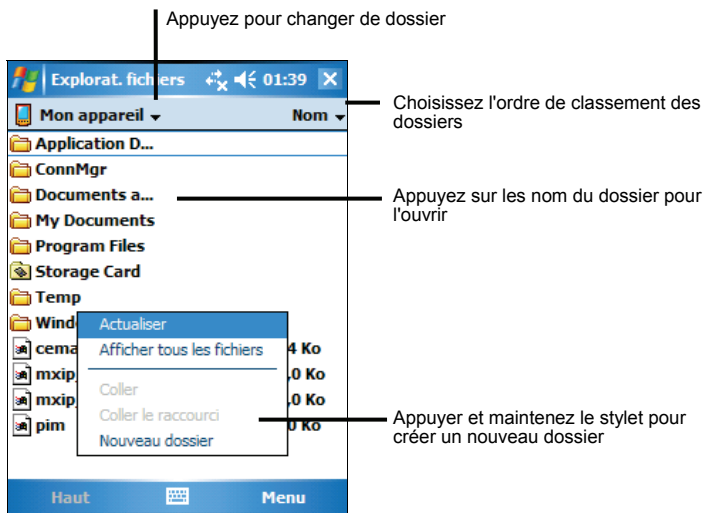 Appuyez pour changer de dossier
Explorat. fichiers 01:39
Mon appareil Nom
Choisissez l'ordre de classement des
dossiers
Application D...
ConnMgr
Documents a...
Appuyez sur les nom du dossier pour
l'ouvrir
My Documents
Program Files
Storage Card
Temp
Wind
Actualiser
cema
Afficher tous les fichiers
4 Ko
mxip
,0 Ko
Coller
mxip
,0 Ko
Coller le raccourci
pim
0 Ko
Nouveau dossier
Appuyer et maintenez le stylet pour
créer un nouveau dossier
Haut Menu